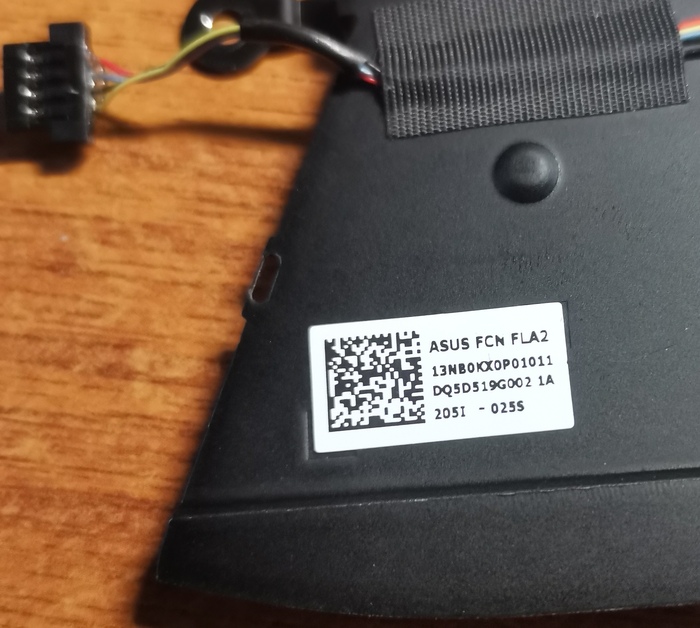 ASUS FCN FLA2
13NB0KX0P01011
DQ5D519G002 1A
205I - 025S